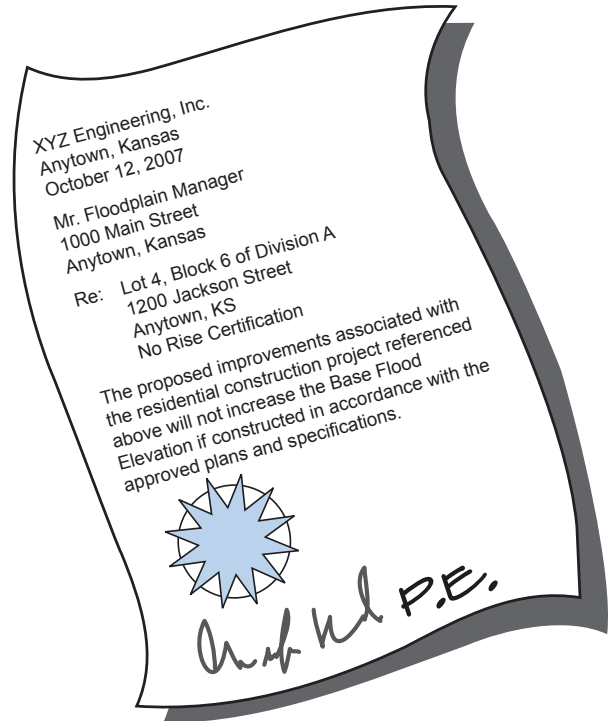 XYZ Engineering, Inc.
Anytown, Kansas
October 12, 2007
Mr. Floodplain Manager
1000 Main Street
Anytown, Kansas
Re: Lot 4, Block 6 of Division A
1200 Jackson Street
Anytown, KS
No Rise Certification
The proposed improvements associated with
the residential construction project referenced
above will not increase the Base Flood
Elevation if constructed in accordance with the
approved plans and specifications.
P.E.